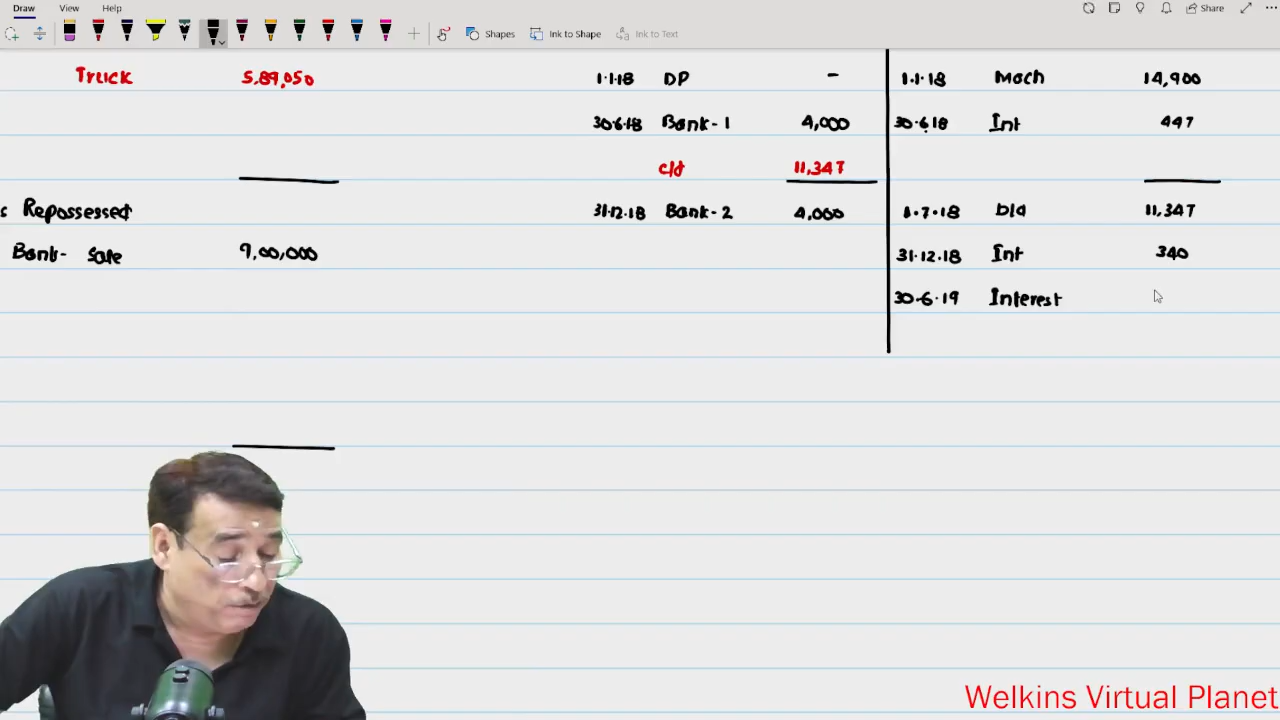 Draw View Help
Share
Shapes Ink to Shape Ink to Text
Truck 5,89,050 1.1.18 DP - 1.1.18 Mach 14,900
30.6.18 Bank-1 4,000 30.6.18 Int 447
c/d 11,347
s Repossessed 31.12.18 Bank-2 4,000 1.7.18 b/d 11,347
Bank- Sale 9,00,000 31.12.18 Int 340
30.6.19 Interest
Welkins Virtual Planet